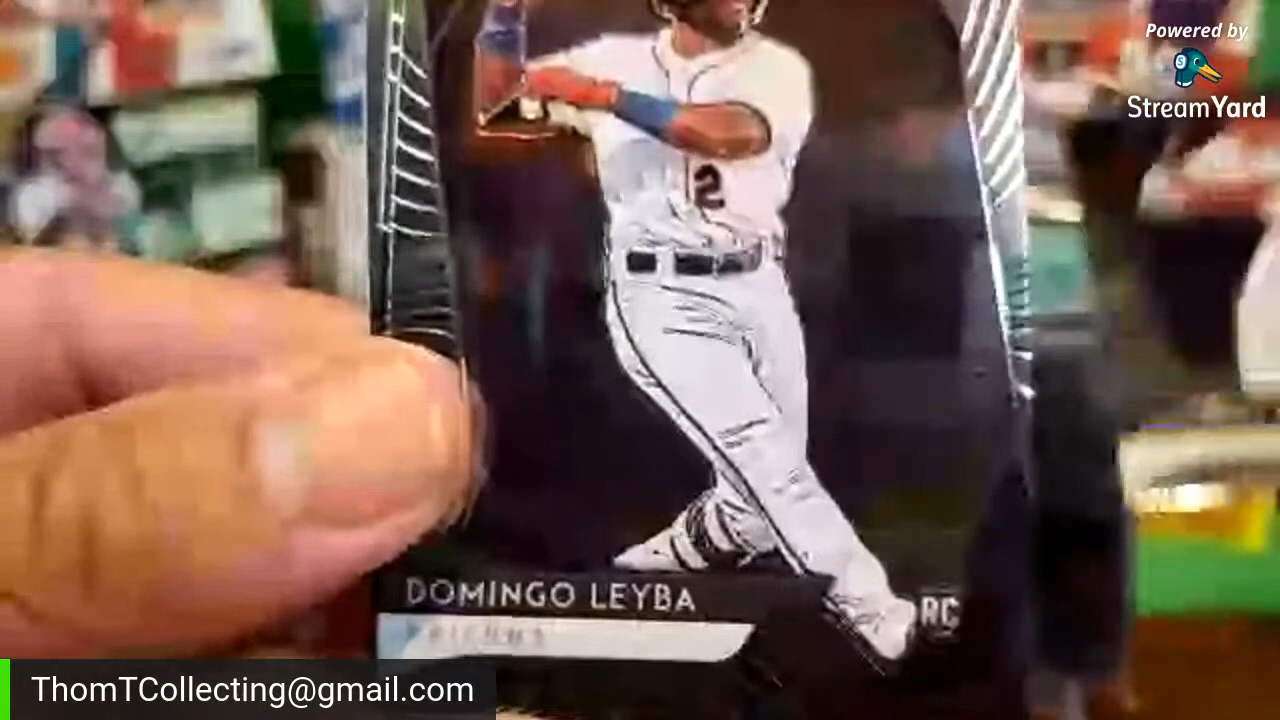 Powered by
StreamYard
2
DOMINGO LEYBA
RC
ThomTCollecting@gmail.com